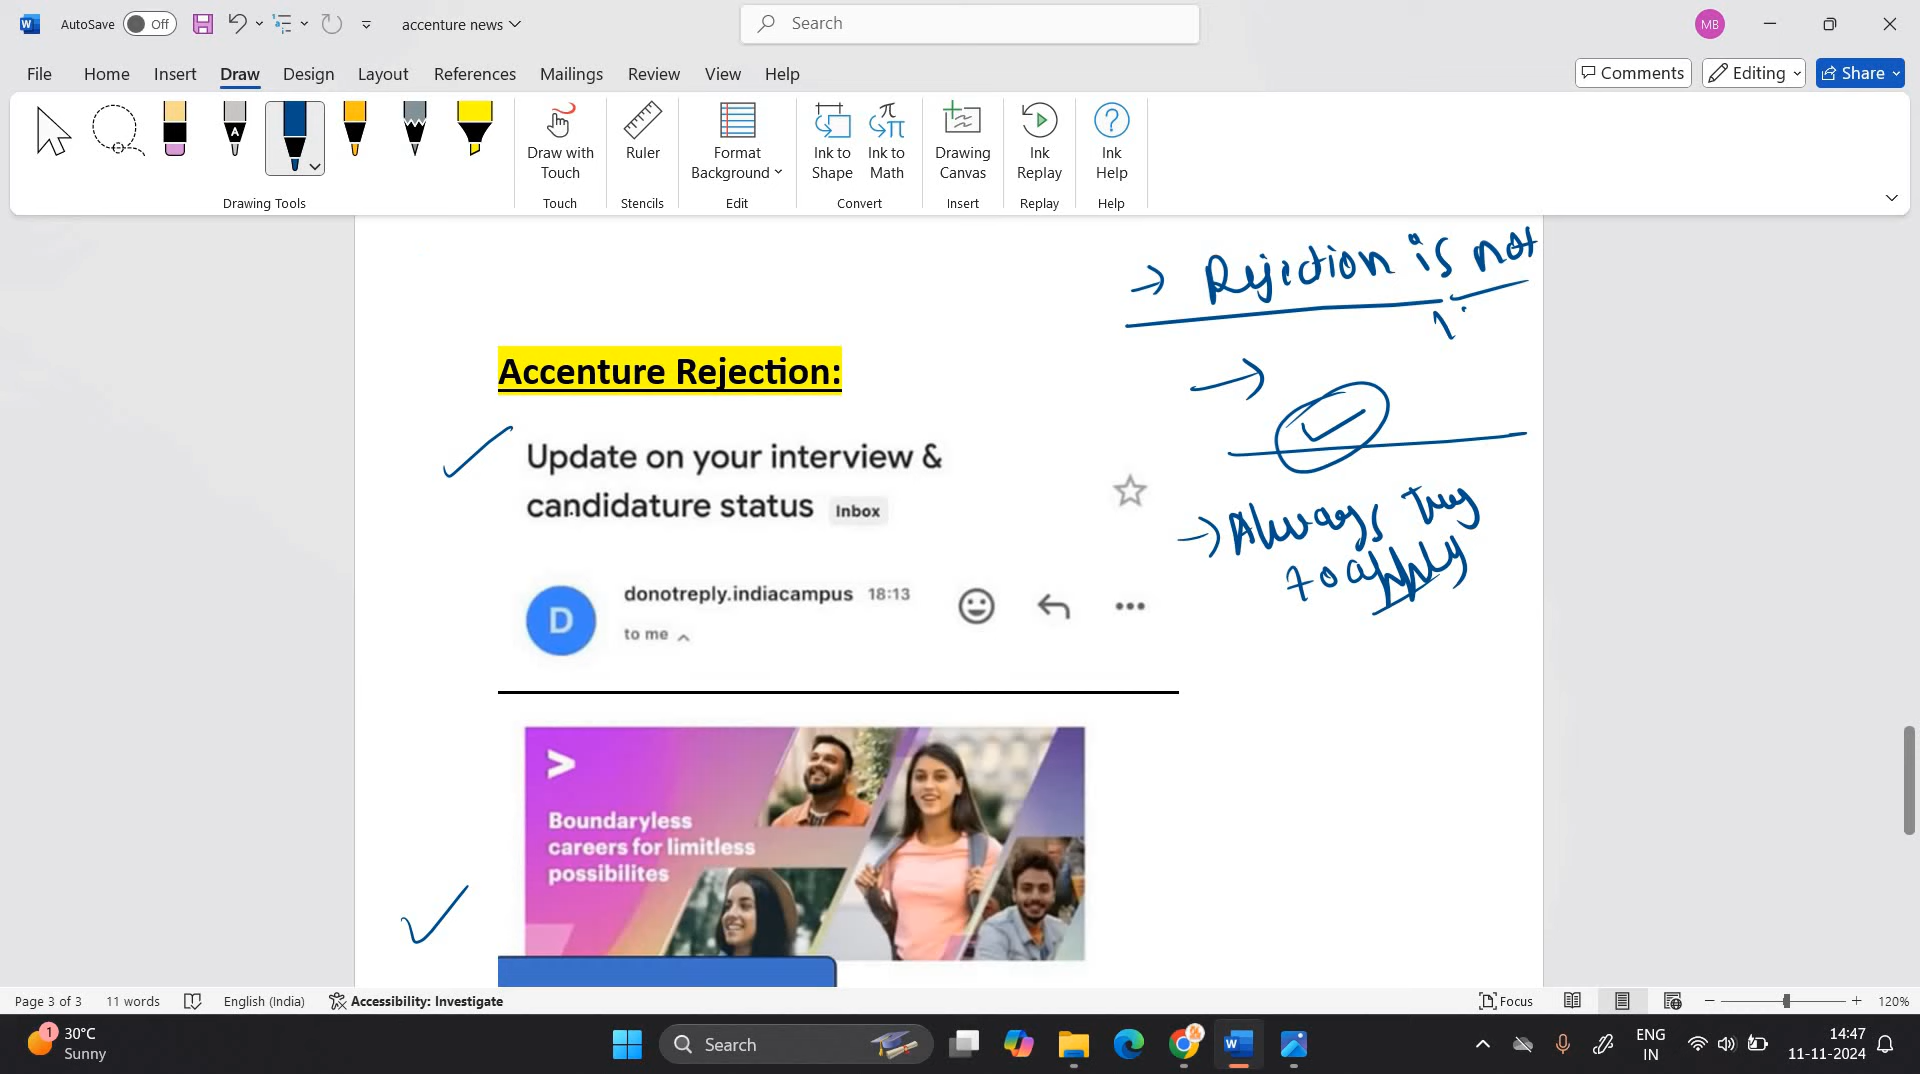 AutoSave Off
accenture news
Search
MB
File Home Insert Draw Design Layout References Mailings Review View Help
Comments Editing Share
Draw with Touch
Ruler
Format Background
Ink to Shape
Ink to Math
Drawing Canvas
Ink Replay
Ink Help
Drawing Tools Touch Stencils Edit Convert Insert Replay Help
→ Rejection is not
Accenture Rejection:
Update on your interview &
candidature status Inbox
→ Always try
to apply
D
donotreply.indiacampus 18:13
to me
Boundaryless
careers for limitless
possibilites
Page 3 of 3 11 words English (India) Accessibility: Investigate Focus 120%
1
30°C
Sunny
Search
ENG
IN
14:47
11-11-2024